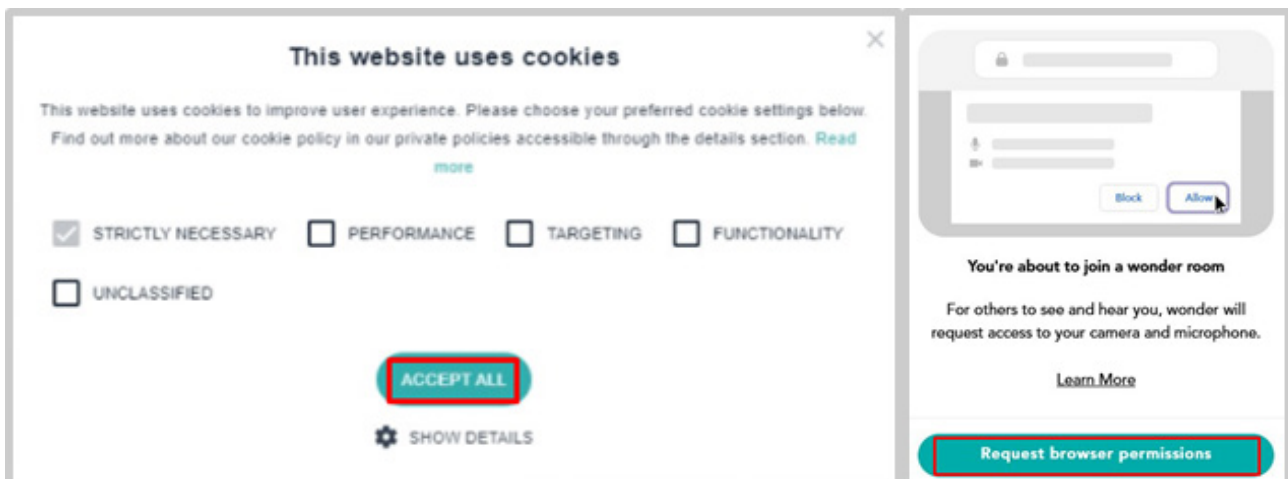 This website uses cookies
This website uses cookies to improve user experience. Please choose your preferred cookie settings below.
Find out more about our cookie policy in our private policies accessible through the details section. Read
more
STRICTLY NECESSARY PERFORMANCE TARGETING FUNCTIONALITY
UNCLASSIFIED
ACCEPT ALL
SHOW DETAILS
Block Allow
You're about to join a wonder room
For others to see and hear you, wonder will
request access to your camera and microphone.
Learn More
Request browser permissions